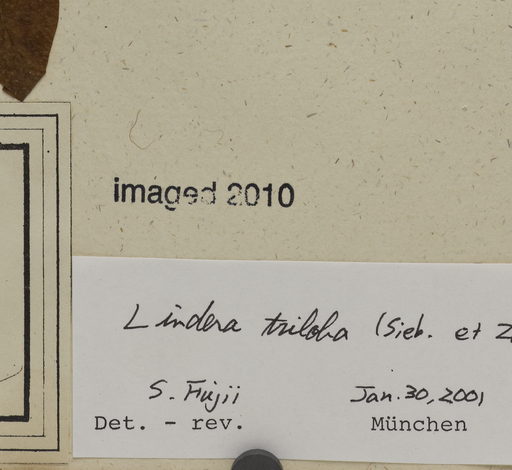 imaged 2010
Lindera triloba (Sieb. et Z
S. Fujii Jan. 30, 2001
Det. - rev. München